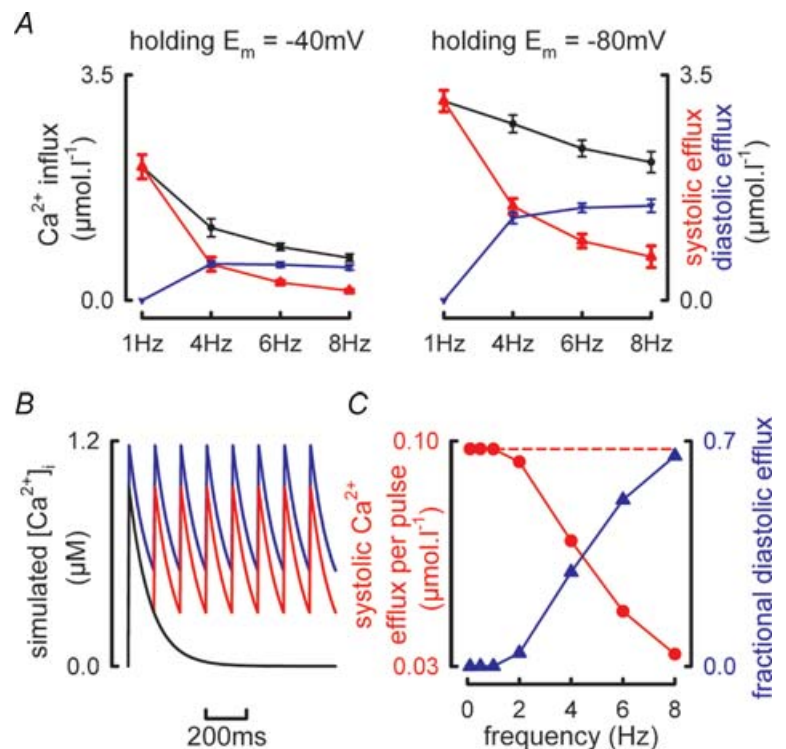 A
holding Em = -40mV
holding Em = -80mV
3.5
0.0
Ca2+ influx
(µmol.l-1)
1Hz 4Hz 6Hz 8Hz
1Hz 4Hz 6Hz 8Hz
3.5
0.0
systolic efflux
diastolic efflux
(µmol.l-1)
B
1.2
0.0
simulated [Ca2+]i
(µM)
200ms
C
0.10
0.03
systolic Ca2+
efflux per pulse
(µmol.l-1)
0 2 4 6 8
frequency (Hz)
0.7
0.0
fractional diastolic efflux